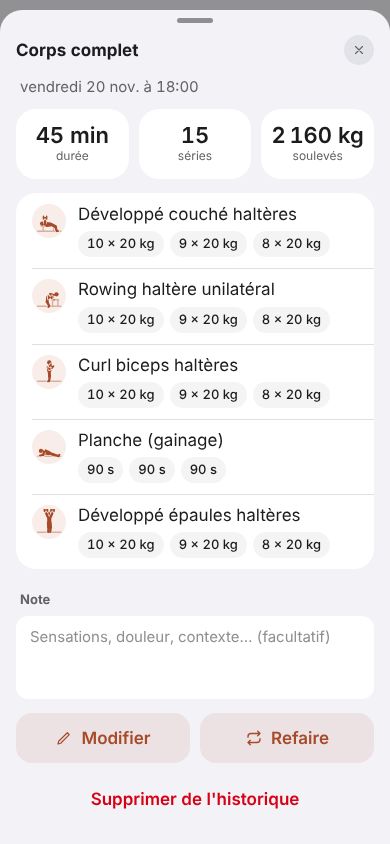 Corps complet
vendredi 20 nov. à 18:00
45 min 15 2 160 kg
durée séries soulevés
Développé couché haltères
10 × 20 kg 9 × 20 kg 8 × 20 kg
Rowing haltère unilatéral
10 × 20 kg 9 × 20 kg 8 × 20 kg
Curl biceps haltères
10 × 20 kg 9 × 20 kg 8 × 20 kg
Planche (gainage)
90 s 90 s 90 s
Développé épaules haltères
10 × 20 kg 9 × 20 kg 8 × 20 kg
Note
Sensations, douleur, contexte... (facultatif)
Modifier Refaire
Supprimer de l'historique